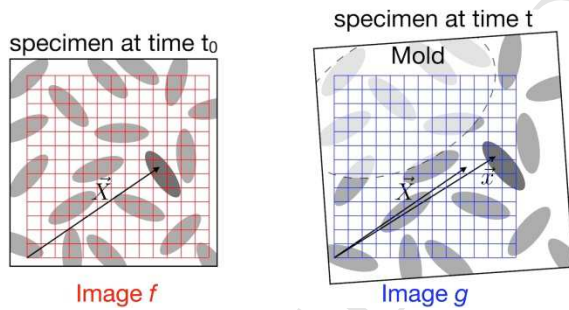 specimen at time t₀
X⃗
Image f
specimen at time t
Mold
X⃗
x⃗
Image g